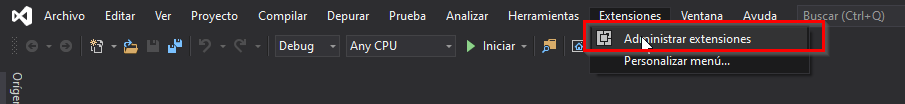 Archivo Editar Ver Proyecto Compilar Depurar Prueba Analizar Herramientas Extensiones Ventana Ayuda Buscar (Ctrl+Q)
Debug Any CPU Iniciar Administrar extensiones
Personalizar menú...
Oríge